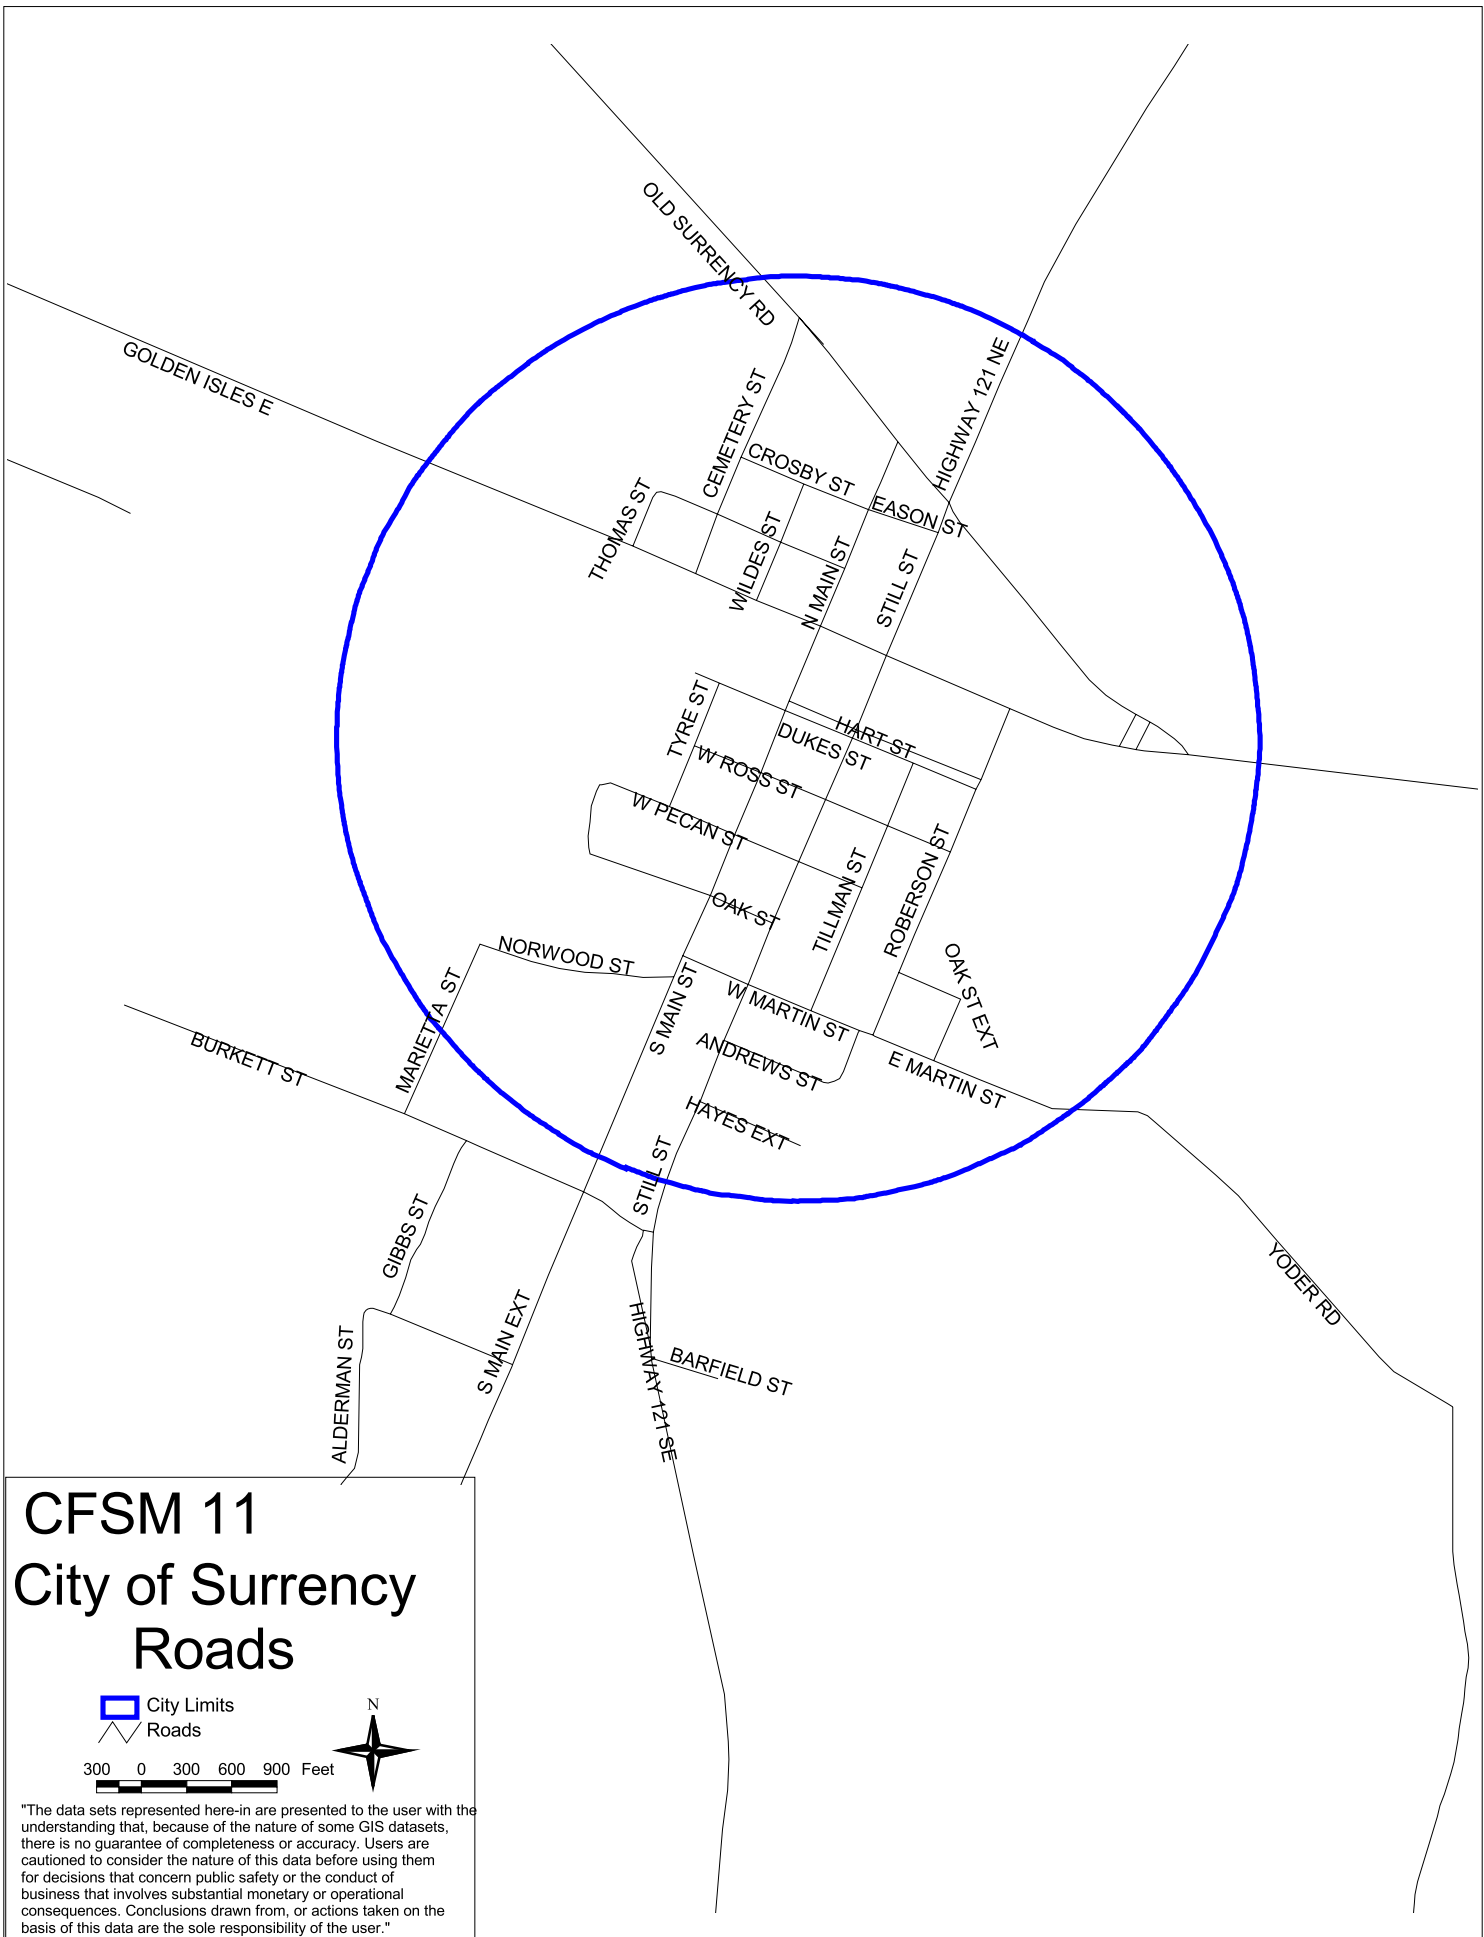 OLD SURRENCY RD
HIGHWAY 121 NE
GOLDEN ISLES E
CEMETERY ST
CROSBY ST
EASON ST
THOMAS ST
WILDES ST
N MAIN ST
STILL ST
TYRE ST
HART ST
DUKES ST
W ROSS ST
W PECAN ST
TILLMAN ST
ROBERSON ST
OAK ST
NORWOOD ST
OAK ST EXT
MARIETTA ST
S MAIN ST
W MARTIN ST
BURKETT ST
ANDREWS ST
E MARTIN ST
HAYES EXT
STILL ST
GIBBS ST
YODER RD
S MAIN EXT
HIGHWAY 121 SE
ALDERMAN ST
BARFIELD ST
CFSM 11
City of Surrency
Roads
City Limits
Roads
N
300 0 300 600 900 Feet
"The data sets represented here-in are presented to the user with the
understanding that, because of the nature of some GIS datasets,
there is no guarantee of completeness or accuracy. Users are
cautioned to consider the nature of this data before using them
for decisions that concern public safety or the conduct of
business that involves substantial monetary or operational
consequences. Conclusions drawn from, or actions taken on the
basis of this data are the sole responsibility of the user."